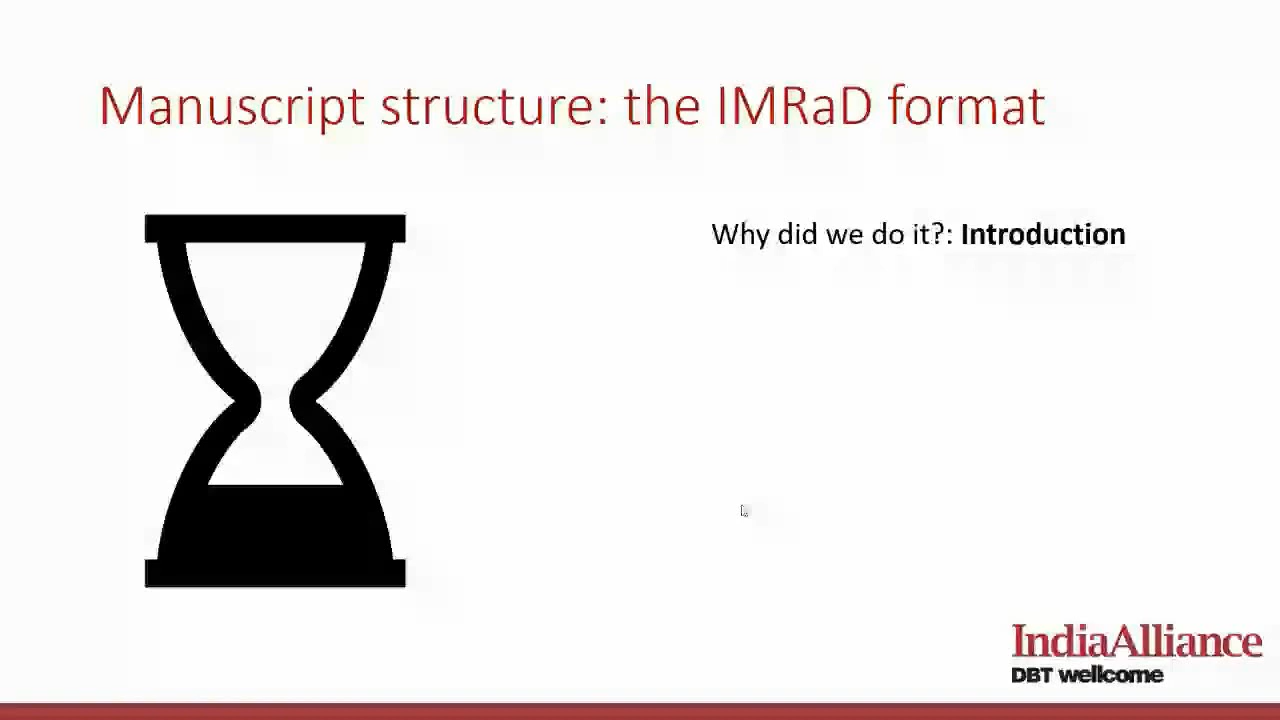 Manuscript structure: the IMRaD format
Why did we do it?: Introduction
IndiaAlliance
DBT wellcome